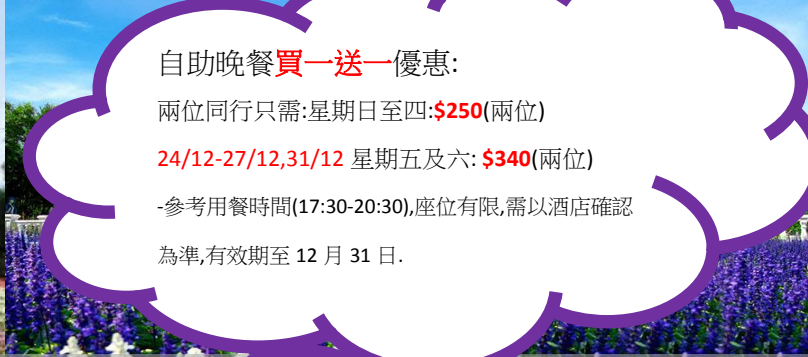 自助晚餐買一送一優惠:
兩位同行只需:星期日至四:$250(兩位)
24/12-27/12,31/12 星期五及六: $340(兩位)
-參考用餐時間(17:30-20:30),座位有限,需以酒店確認
為準,有效期至 12 月 31 日.